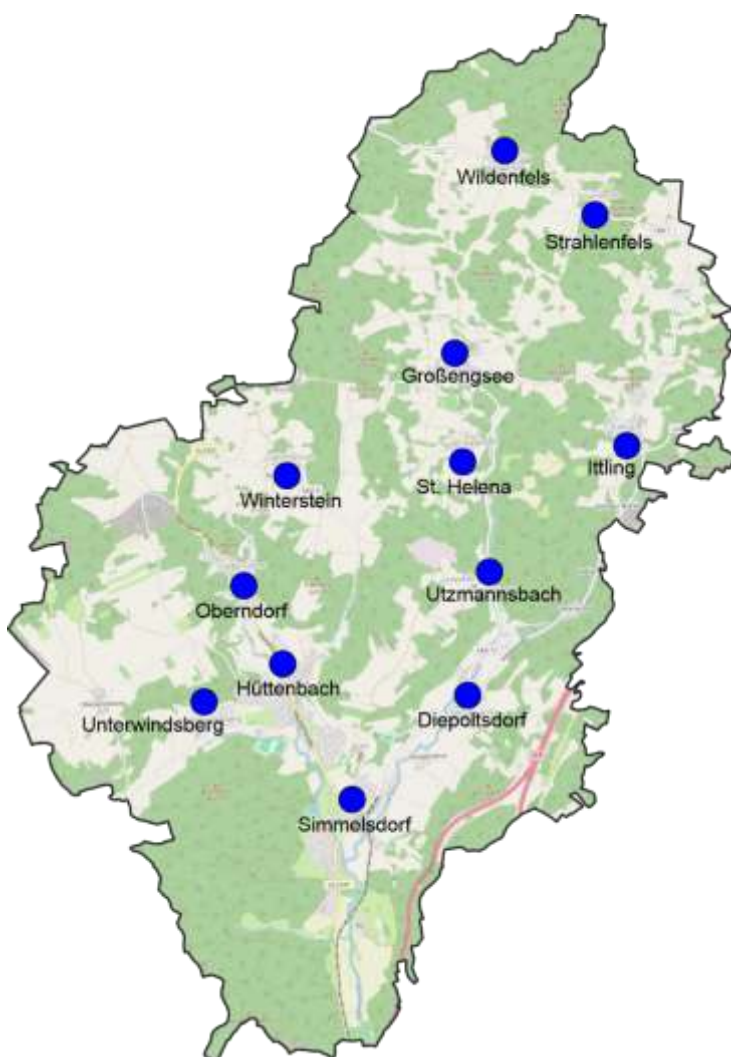 Wildenfels
Strahlenfels
Großengsee
Ittling
St. Helena
Winterstein
Utzmannsbach
Oberndorf
Hüttenbach
Diepoltsdorf
Unterwindsberg
Simmelsdorf